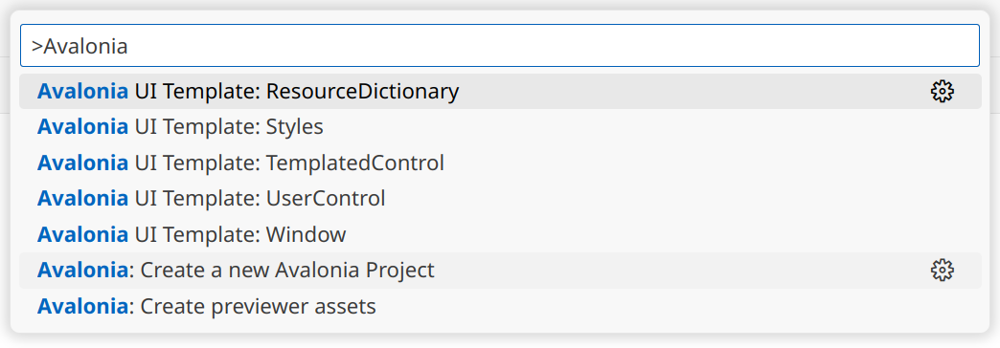 >Avalonia
Avalonia UI Template: ResourceDictionary
Avalonia UI Template: Styles
Avalonia UI Template: TemplatedControl
Avalonia UI Template: UserControl
Avalonia UI Template: Window
Avalonia: Create a new Avalonia Project
Avalonia: Create previewer assets